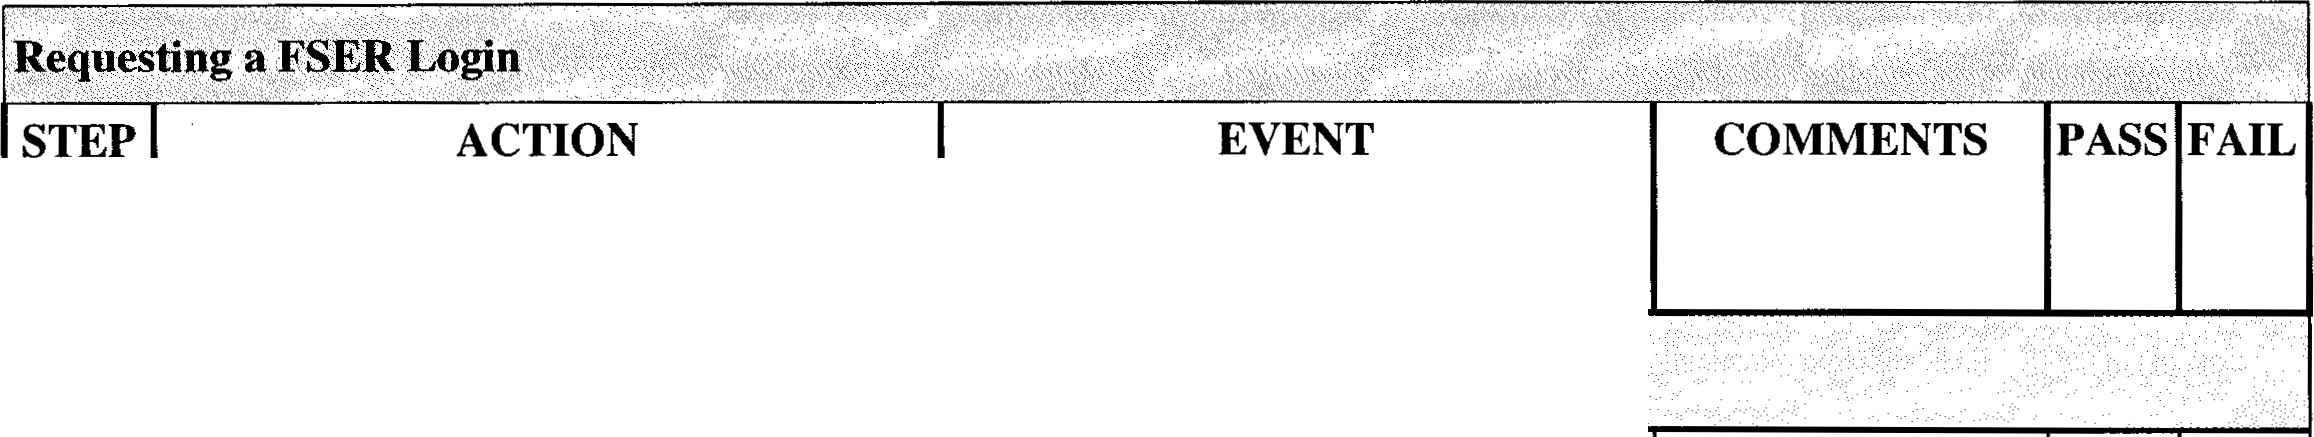 Requesting a FSER Login
STEP ACTION EVENT COMMENTS PASS FAIL